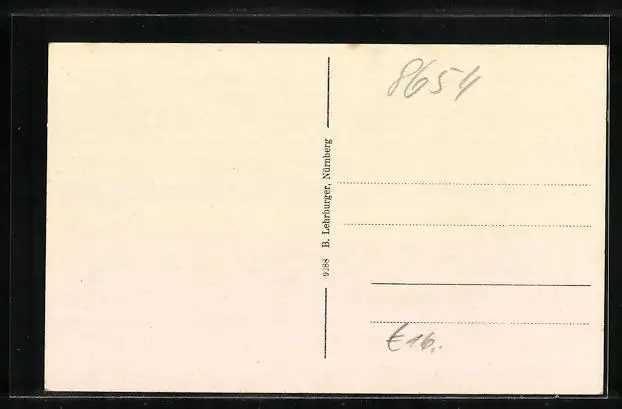 8654
9288 B. Lehrburger, Nürnberg
€ 16,-